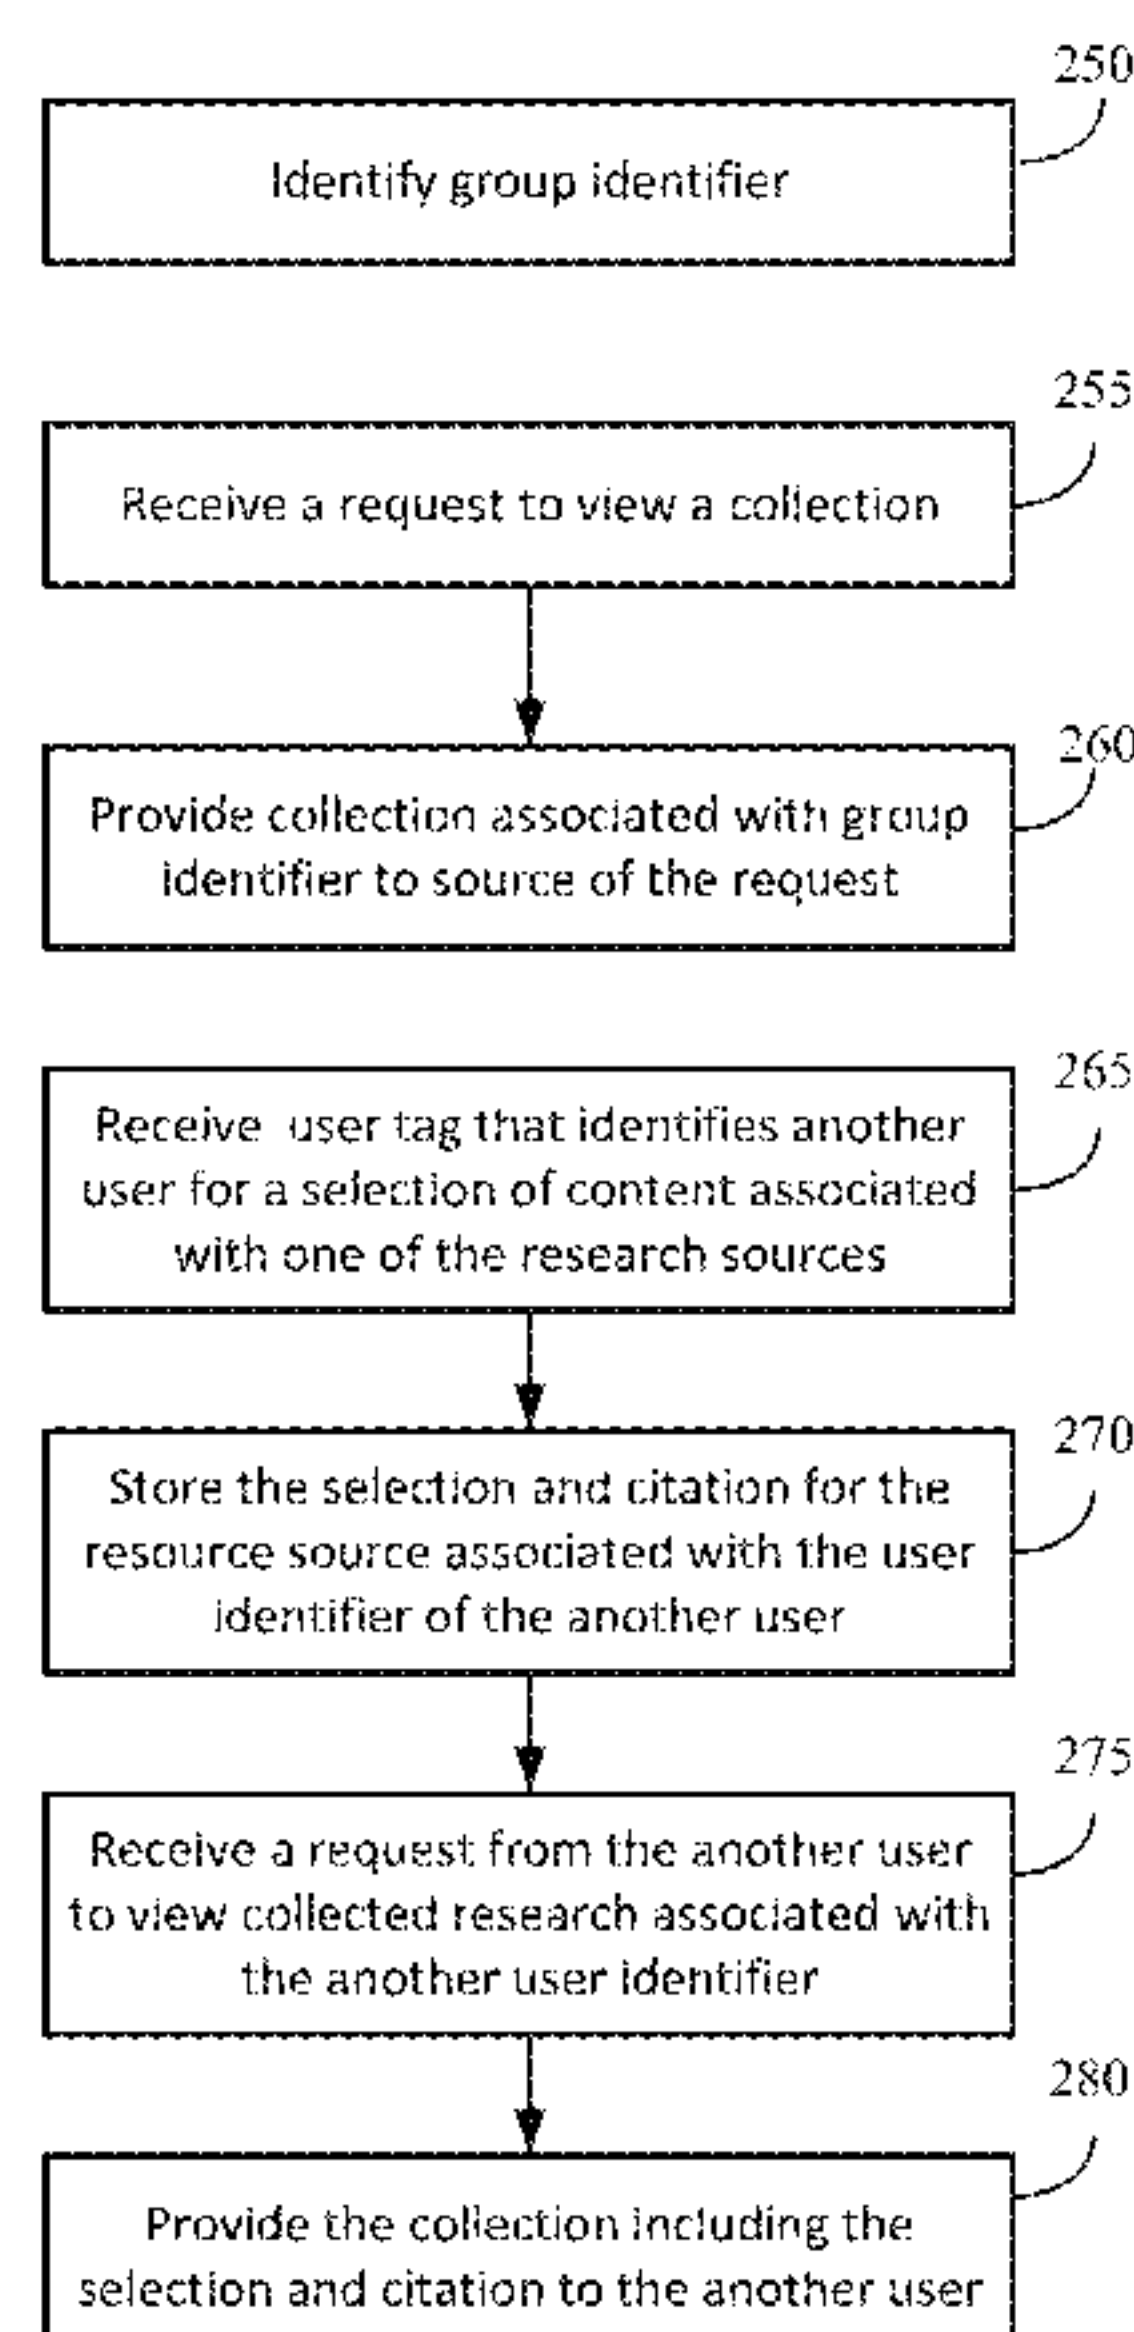 250
Identify group identifier
255
Receive a request to view a collection
260
Provide collection associated with group
identifier to source of the request
265
Receive user tag that identifies another
user for a selection of content associated
with one of the research sources
270
Store the selection and citation for the
resource source associated with the user
identifier of the another user
275
Receive a request from the another user
to view collected research associated with
the another user identifier
280
Provide the collection including the
selection and citation to the another user